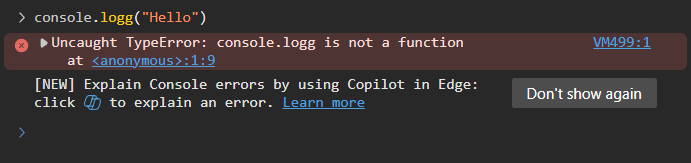 > console.logg("Hello")
Uncaught TypeError: console.logg is not a function VM499:1
at <anonymous>:1:9
[NEW] Explain Console errors by using Copilot in Edge:
click to explain an error. Learn more Don't show again
>